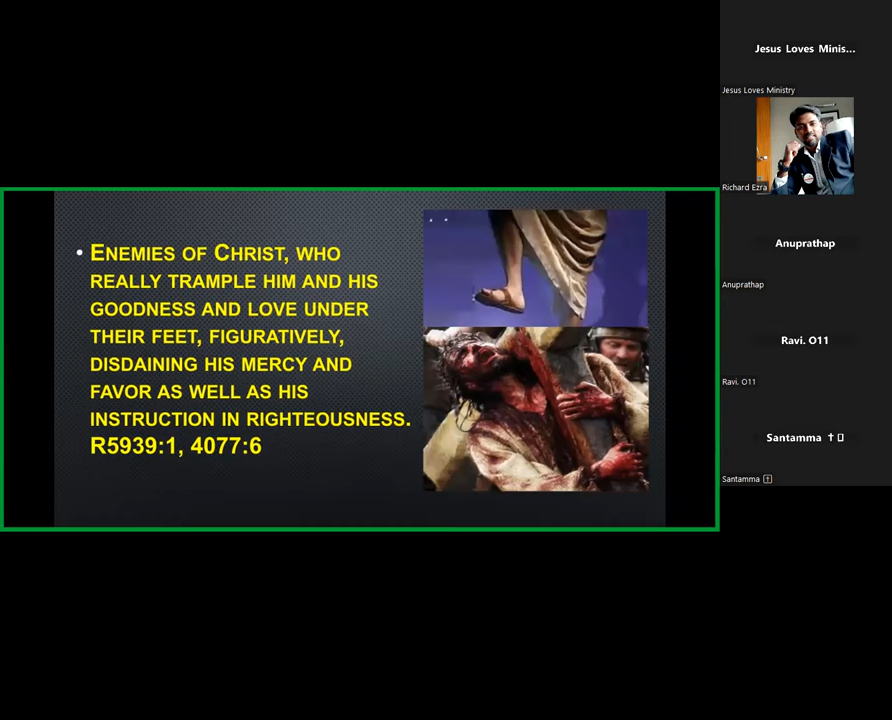 • ENEMIES OF CHRIST, WHO
REALLY TRAMPLE HIM AND HIS
GOODNESS AND LOVE UNDER
THEIR FEET, FIGURATIVELY,
DISDAINING HIS MERCY AND
FAVOR AS WELL AS HIS
INSTRUCTION IN RIGHTEOUSNESS.
R5939:1, 4077:6
Jesus Loves Minis...
Jesus Loves Ministry
Richard Ezra
Anuprathap
Anuprathap
Ravi. O11
Ravi. O11
Santamma ✝▯
Santamma ✝